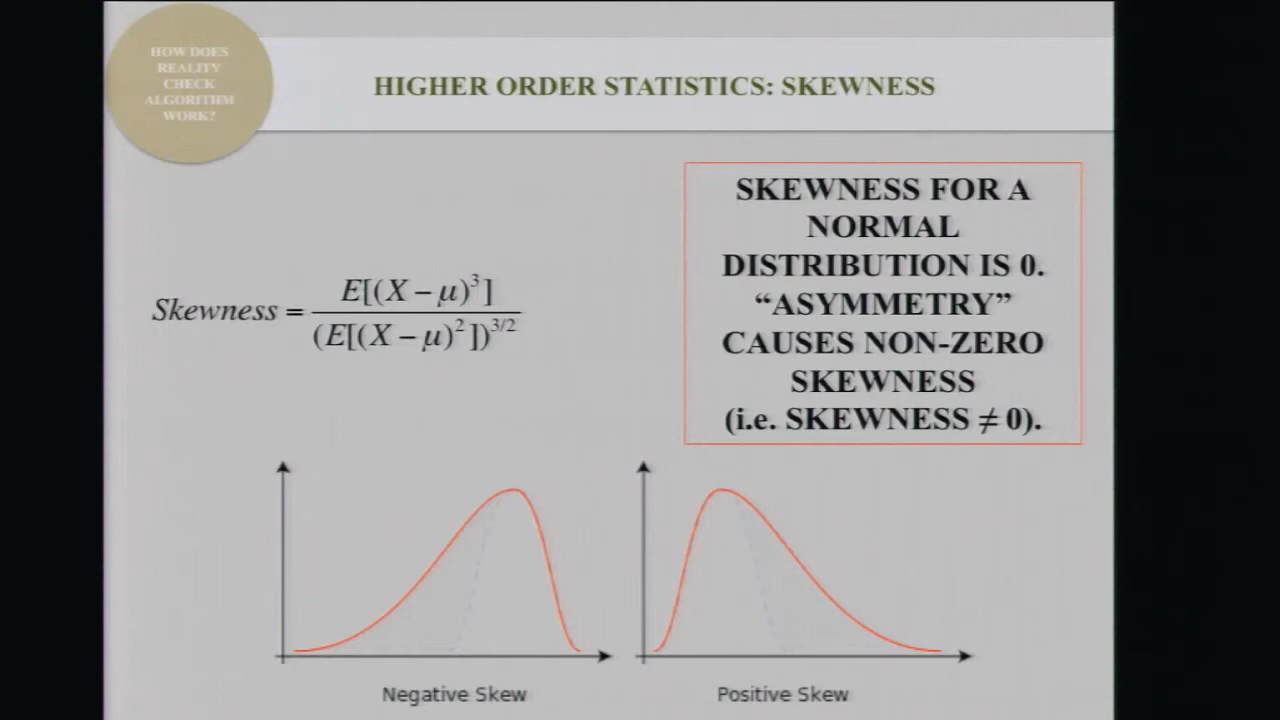 HOW DOES
REALITY
CHECK
ALGORITHM
WORK?
HIGHER ORDER STATISTICS: SKEWNESS
SKEWNESS FOR A
NORMAL
DISTRIBUTION IS 0.
“ASYMMETRY”
CAUSES NON-ZERO
SKEWNESS
(i.e. SKEWNESS ≠ 0).
Skewness = E[(X − μ)³] / (E[(X − μ)²])^3/2
Negative Skew
Positive Skew